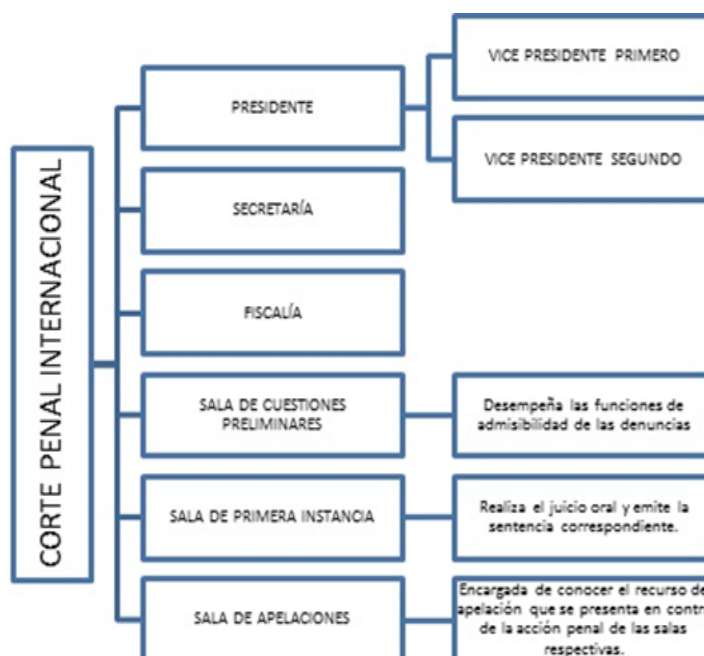 CORTE PENAL INTERNACIONAL
PRESIDENTE
VICE PRESIDENTE PRIMERO
VICE PRESIDENTE SEGUNDO
SECRETARÍA
FISCALÍA
SALA DE CUESTIONES
PRELIMINARES
Desempeña las funciones de
admisibilidad de las denuncias
SALA DE PRIMERA INSTANCIA
Realiza el juicio oral y emite la
sentencia correspondiente.
SALA DE APELACIONES
Encargada de conocer el recurso de
apelación que se presenta en contr
de la acción penal de las salas
respectivas.